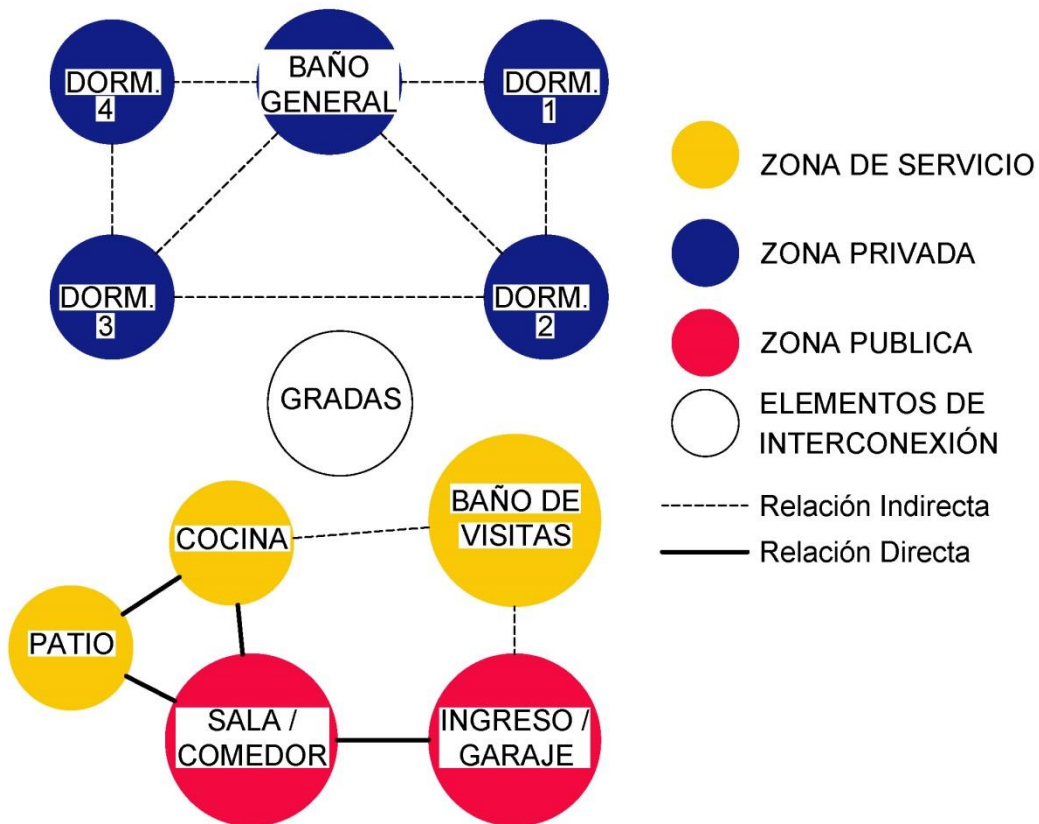 DORM.
4
BAÑO
GENERAL
DORM.
1
DORM.
3
DORM.
2
GRADAS
COCINA
BAÑO DE
VISITAS
PATIO
SALA /
COMEDOR
INGRESO /
GARAJE
ZONA DE SERVICIO
ZONA PRIVADA
ZONA PUBLICA
ELEMENTOS DE
INTERCONEXIÓN
Relación Indirecta
Relación Directa